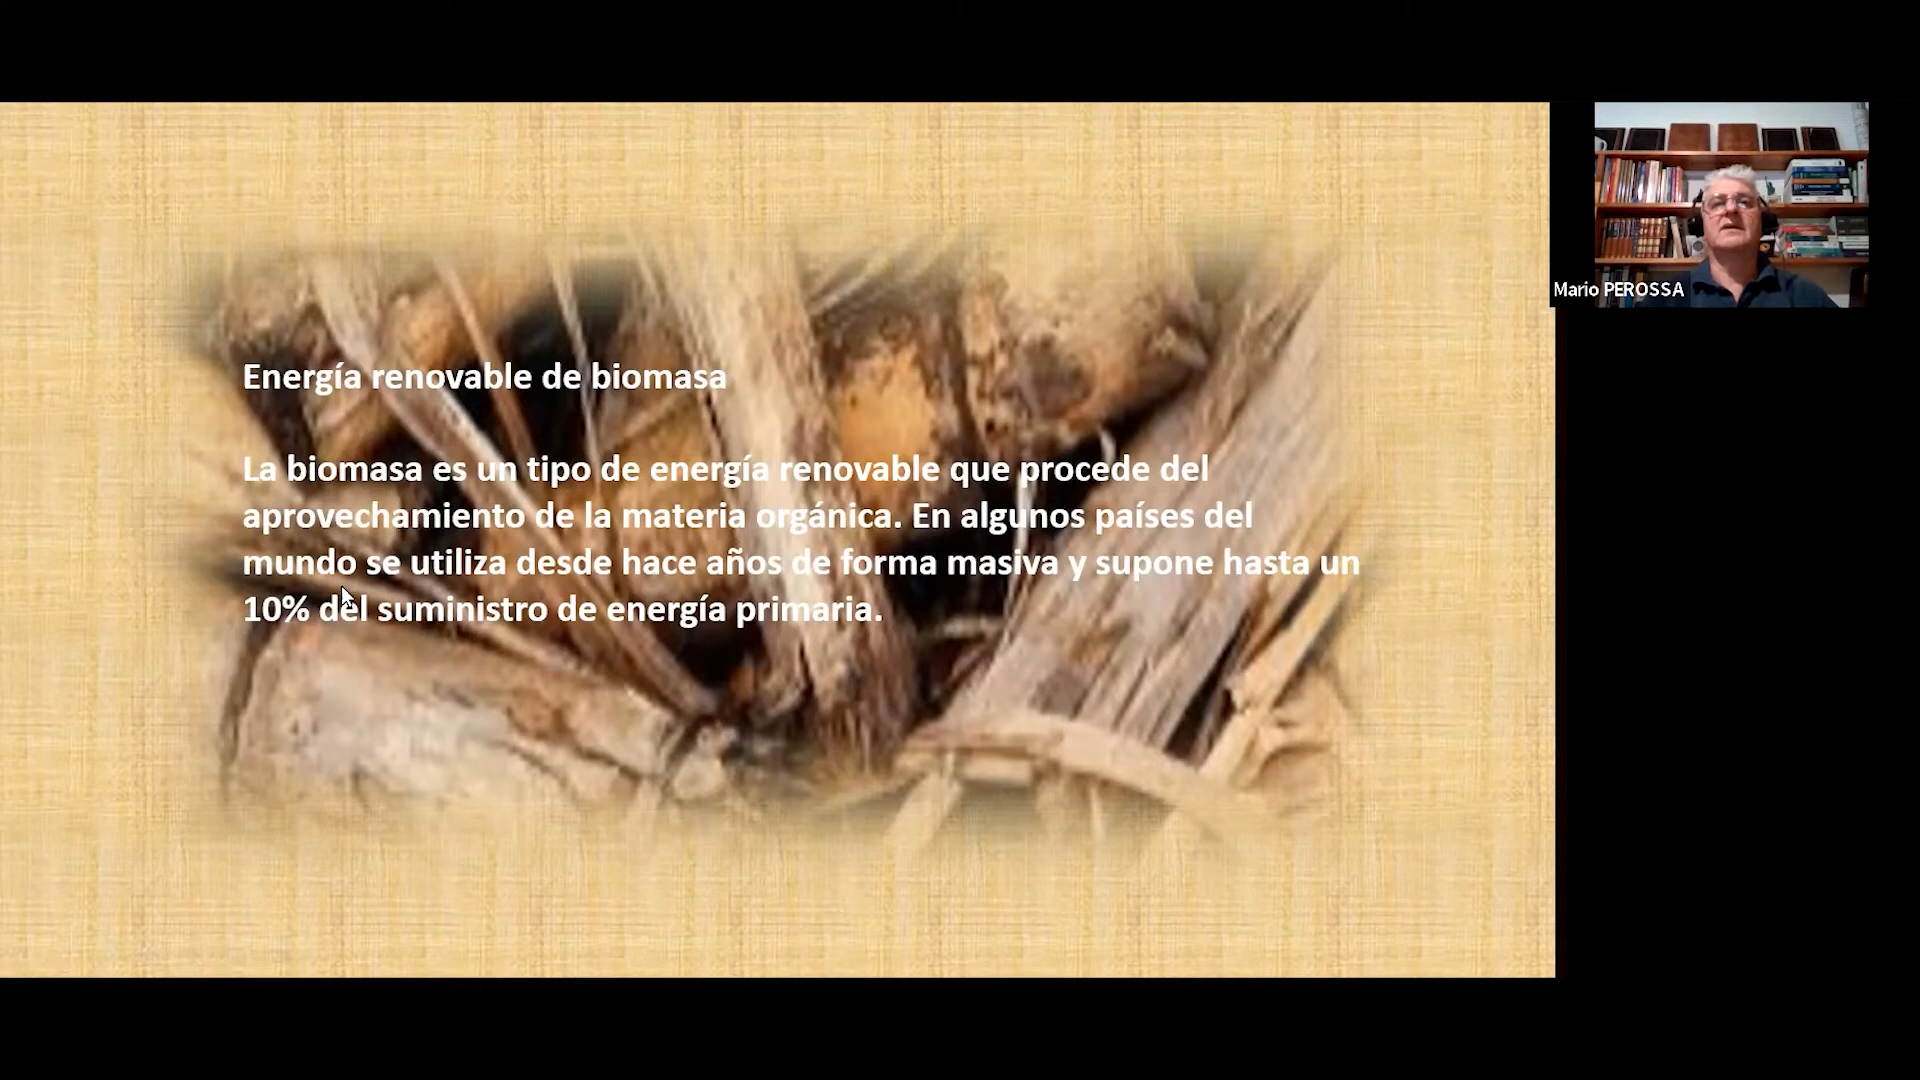 Energía renovable de biomasa
La biomasa es un tipo de energía renovable que procede del
aprovechamiento de la materia orgánica. En algunos países del
mundo se utiliza desde hace años de forma masiva y supone hasta un
10% del suministro de energía primaria.
Mario PEROSSA